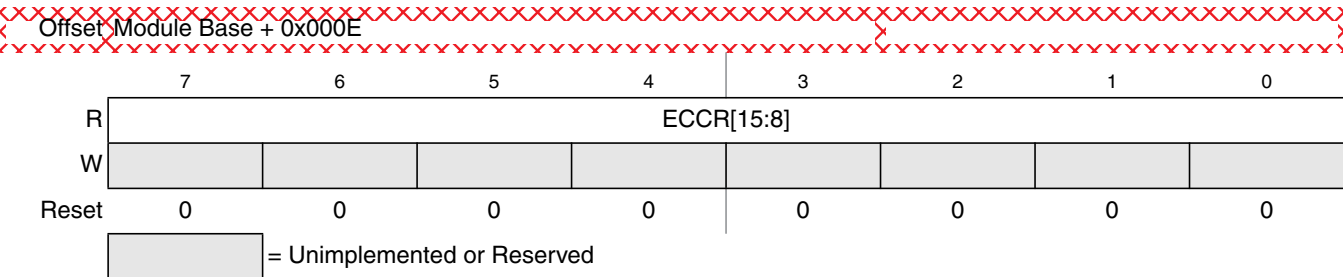 Offset Module Base + 0x000E
7 6 5 4 3 2 1 0
R ECCR[15:8]
W
Reset 0 0 0 0 0 0 0 0
= Unimplemented or Reserved